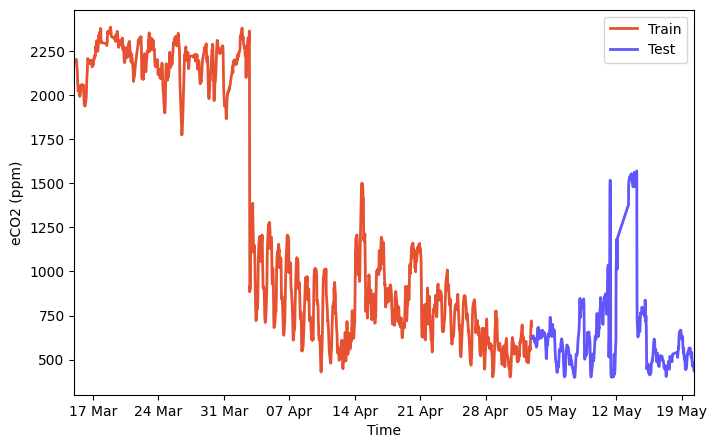 Train
Test
2250
2000
1750
1500
1250
1000
750
500
eCO2 (ppm)
17 Mar 24 Mar 31 Mar 07 Apr 14 Apr 21 Apr 28 Apr 05 May 12 May 19 May
Time